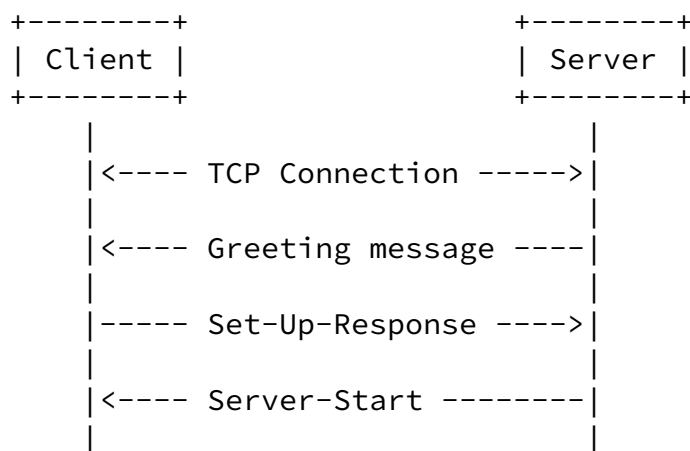 +--------+                    +--------+
| Client |                    | Server |
+--------+                    +--------+
    |                             |
    |<---- TCP Connection ----->|
    |                             |
    |<---- Greeting message ----|
    |                             |
    |----- Set-Up-Response ---->|
    |                             |
    |<---- Server-Start --------|
    |                             |